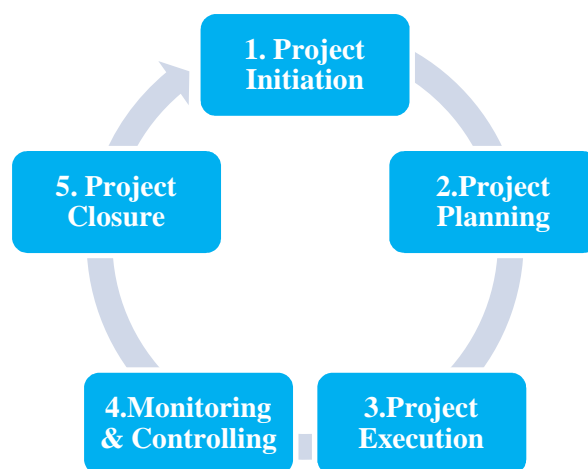 1. Project
Initiation
2.Project
Planning
3.Project
Execution
4.Monitoring
& Controlling
5. Project
Closure